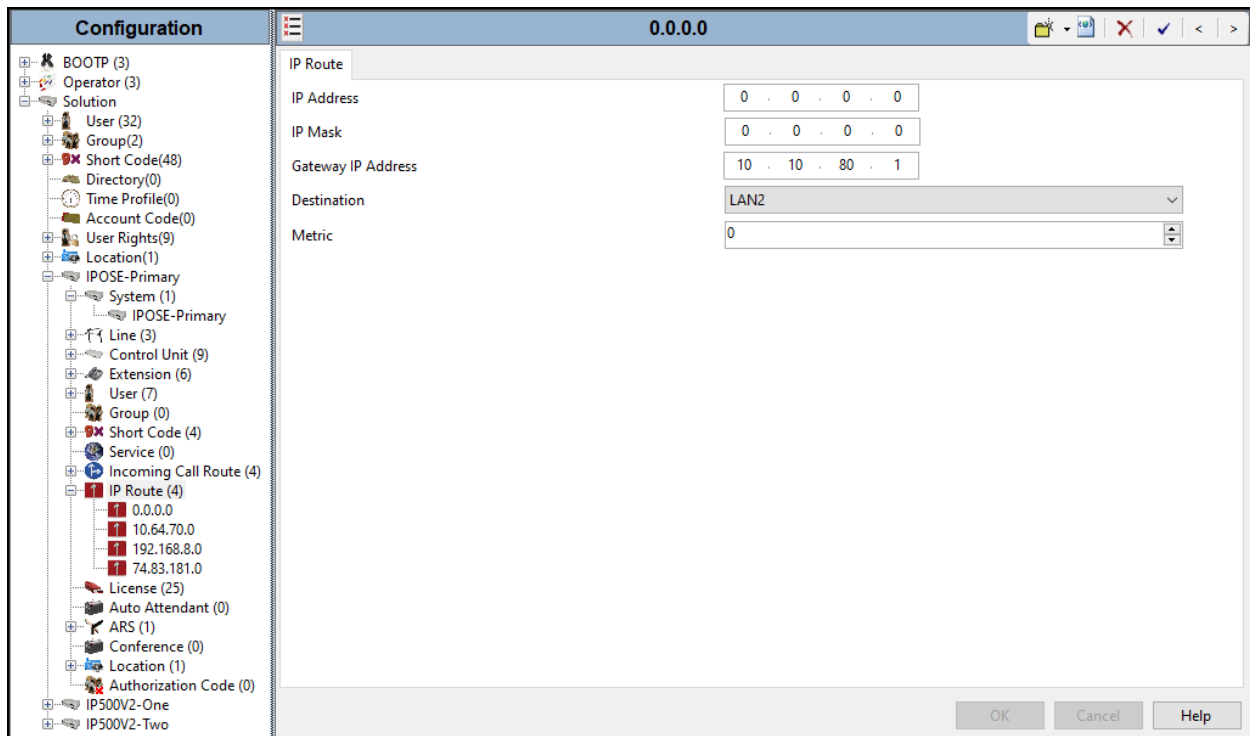 Configuration
BOOTP (3)
Operator (3)
Solution
User (32)
Group(2)
Short Code(48)
Directory(0)
Time Profile(0)
Account Code(0)
User Rights(9)
Location(1)
IPOSE-Primary
System (1)
IPOSE-Primary
Line (3)
Control Unit (9)
Extension (6)
User (7)
Group (0)
Short Code (4)
Service (0)
Incoming Call Route (4)
IP Route (4)
0.0.0.0
10.64.70.0
192.168.8.0
74.83.181.0
License (25)
Auto Attendant (0)
ARS (1)
Conference (0)
Location (1)
Authorization Code (0)
IP500V2-One
IP500V2-Two
0.0.0.0
IP Route
IP Address 0 . 0 . 0 . 0
IP Mask 0 . 0 . 0 . 0
Gateway IP Address 10 . 10 . 80 . 1
Destination LAN2
Metric 0
OK Cancel Help